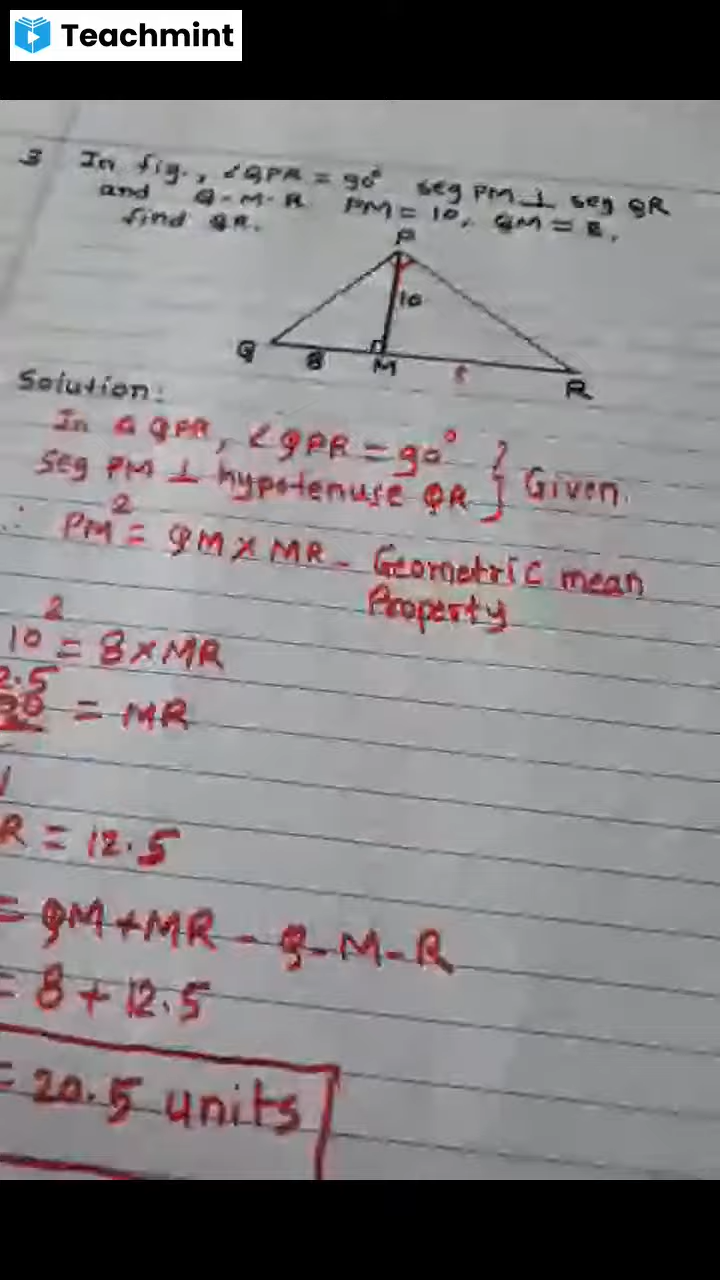 Teachmint
3 In fig., ∠QPR = 90° seg PM ⊥ seg QR
and Q-M-R PM = 10, QM = 8,
find QR.
P
10
Q 8 M R
Solution:
In △ QPR, ∠QPR = 90° }
seg PM ⊥ hypotenuse QR } Given.
∴ PM² = QM × MR - Geometric mean
Property
10² = 8 × MR
2.5
= MR
R = 12.5
= QM + MR - Q-M-R
= 8 + 12.5
= 20.5 units